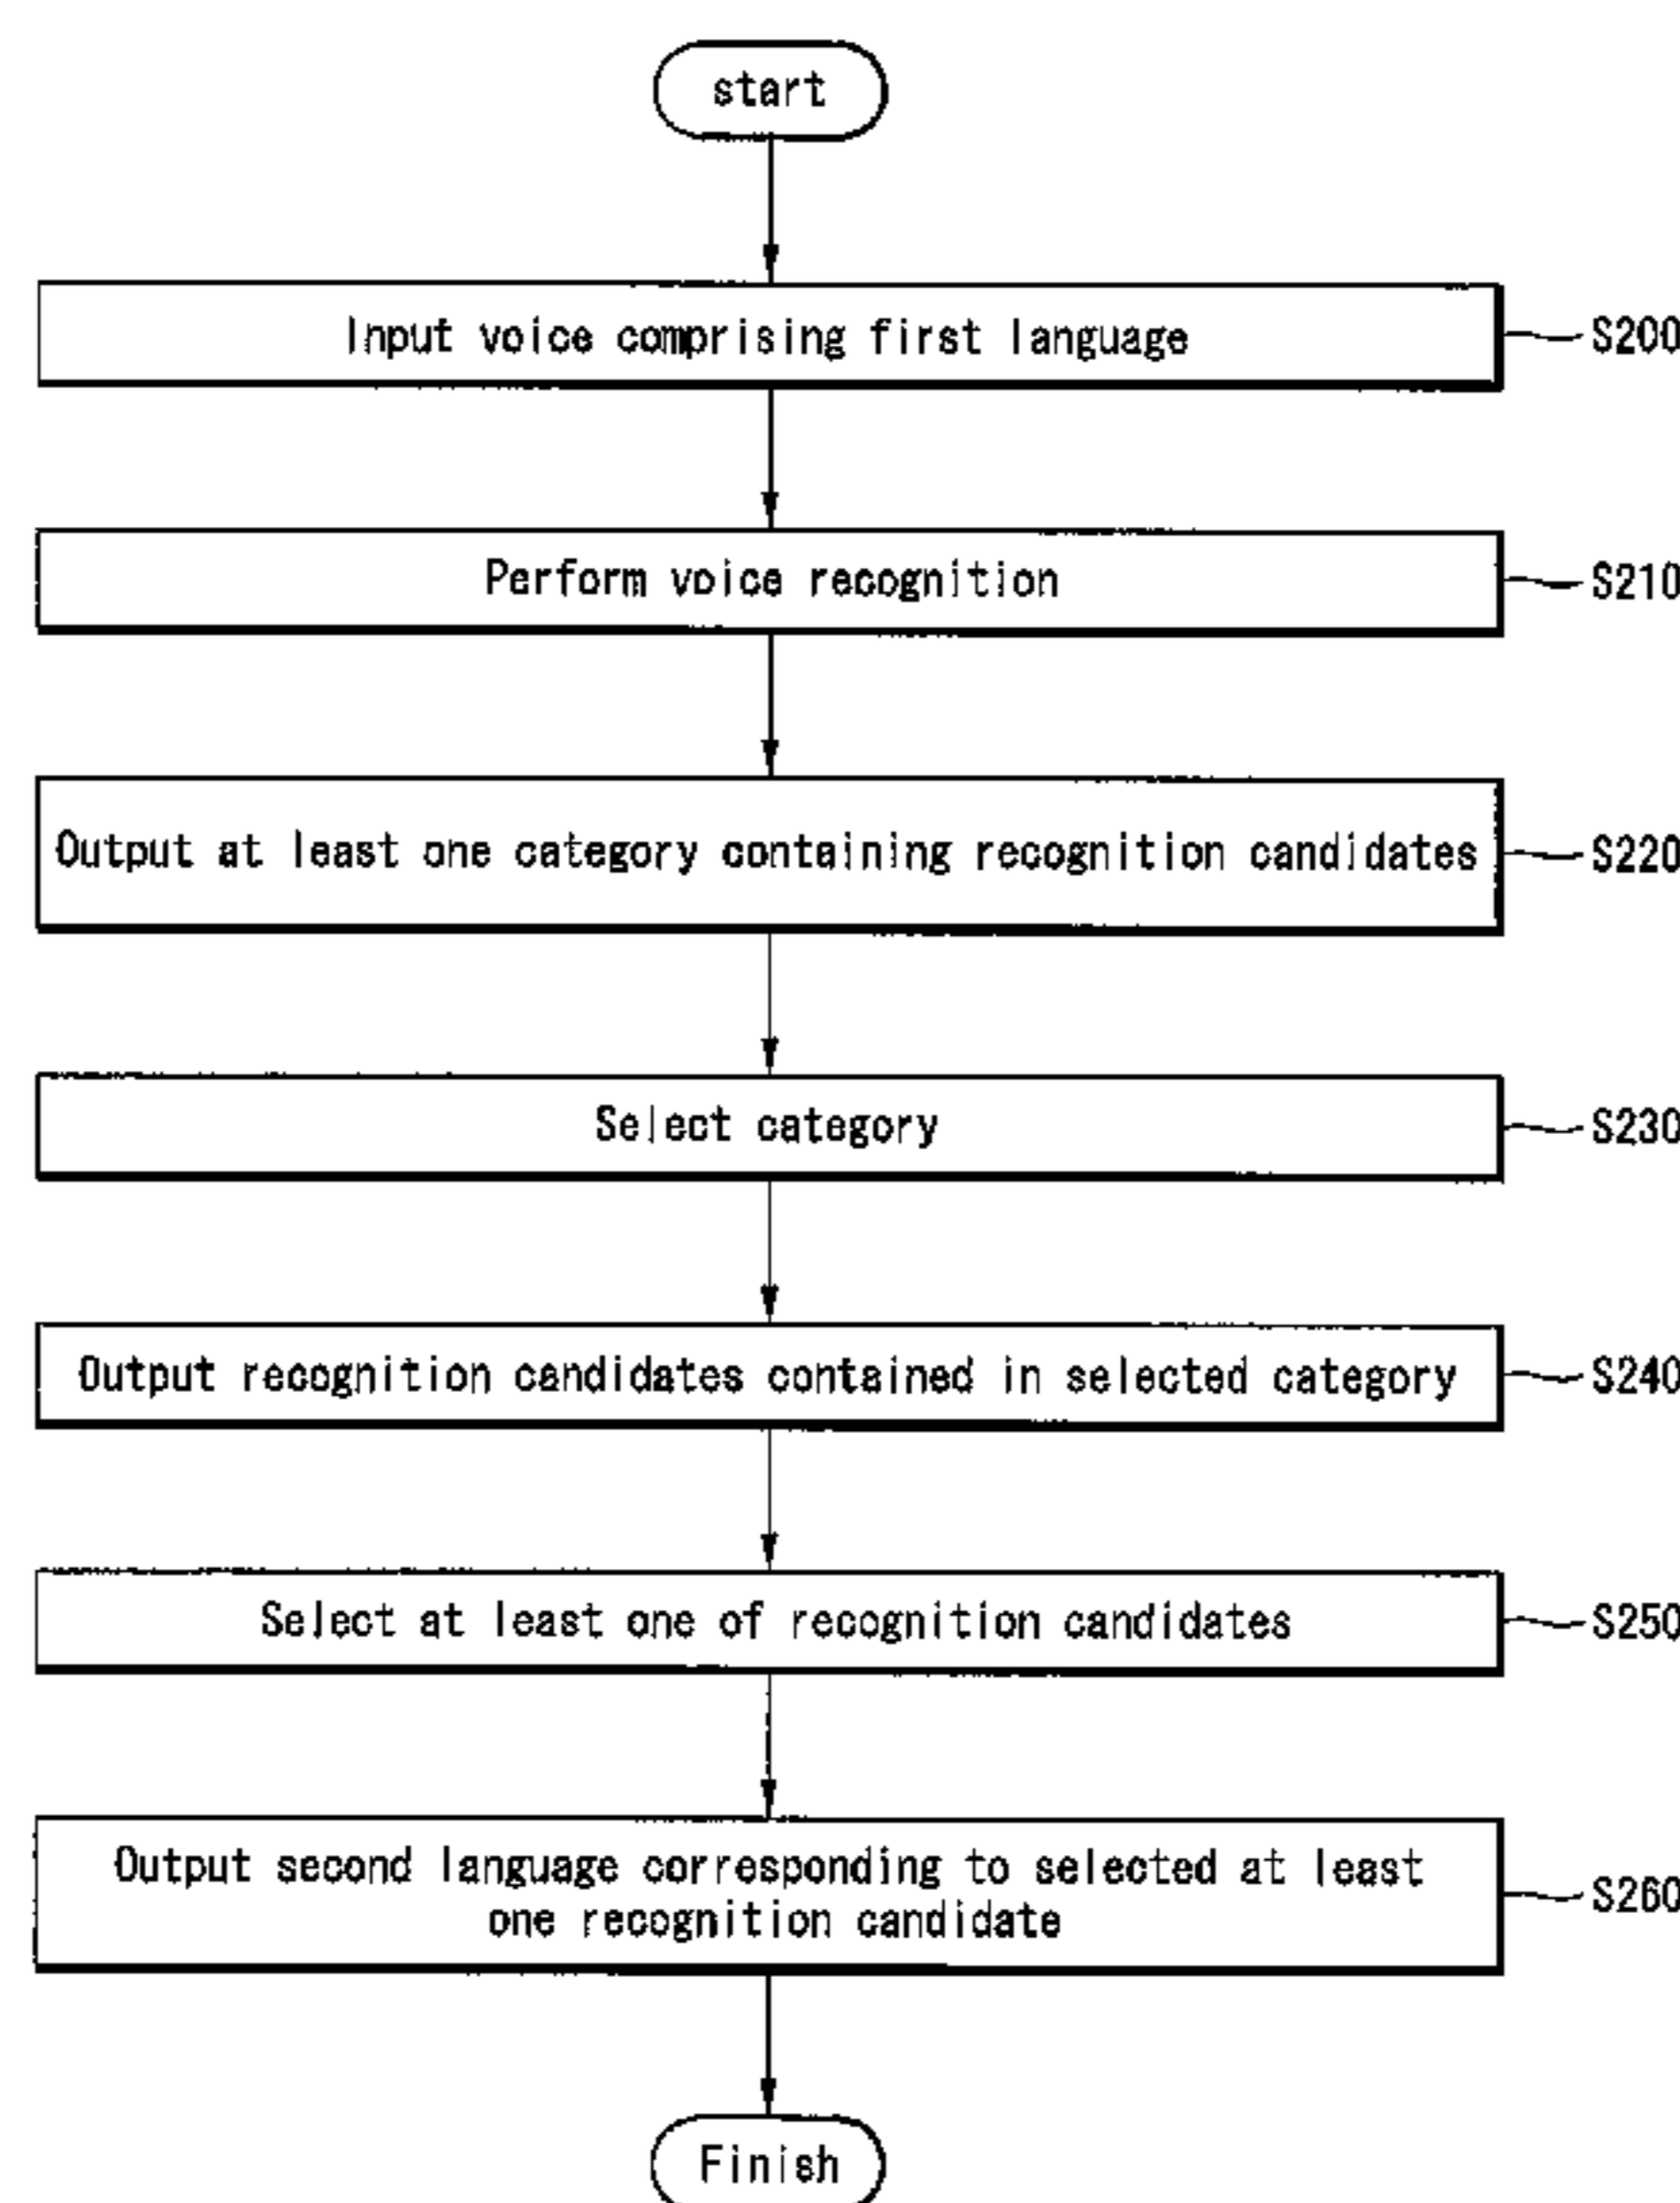 start
Input voice comprising first language
S200
Perform voice recognition
S210
Output at least one category containing recognition candidates
S220
Select category
S230
Output recognition candidates contained in selected category
S240
Select at least one of recognition candidates
S250
Output second language corresponding to selected at least
one recognition candidate
S260
Finish